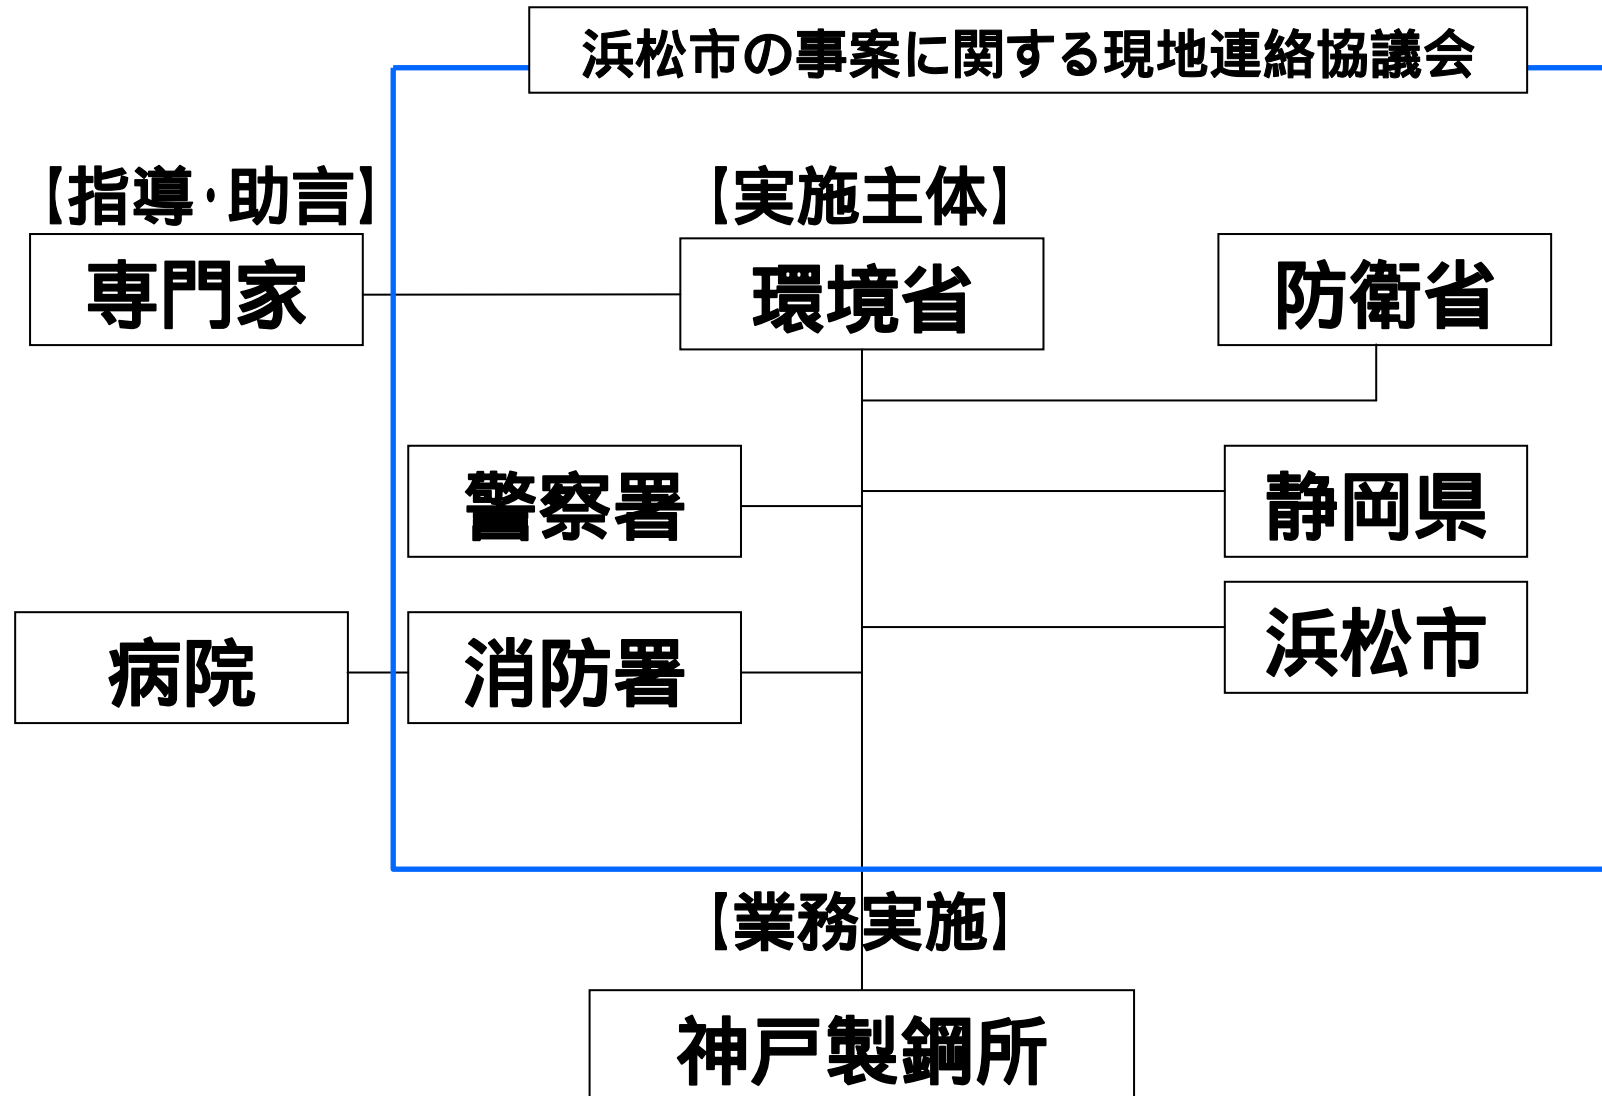 浜松市の事案に関する現地連絡協議会
【指導・助言】
【実施主体】
専門家
環境省
防衛省
警察署
静岡県
浜松市
病院
消防署
【業務実施】
神戸製鋼所